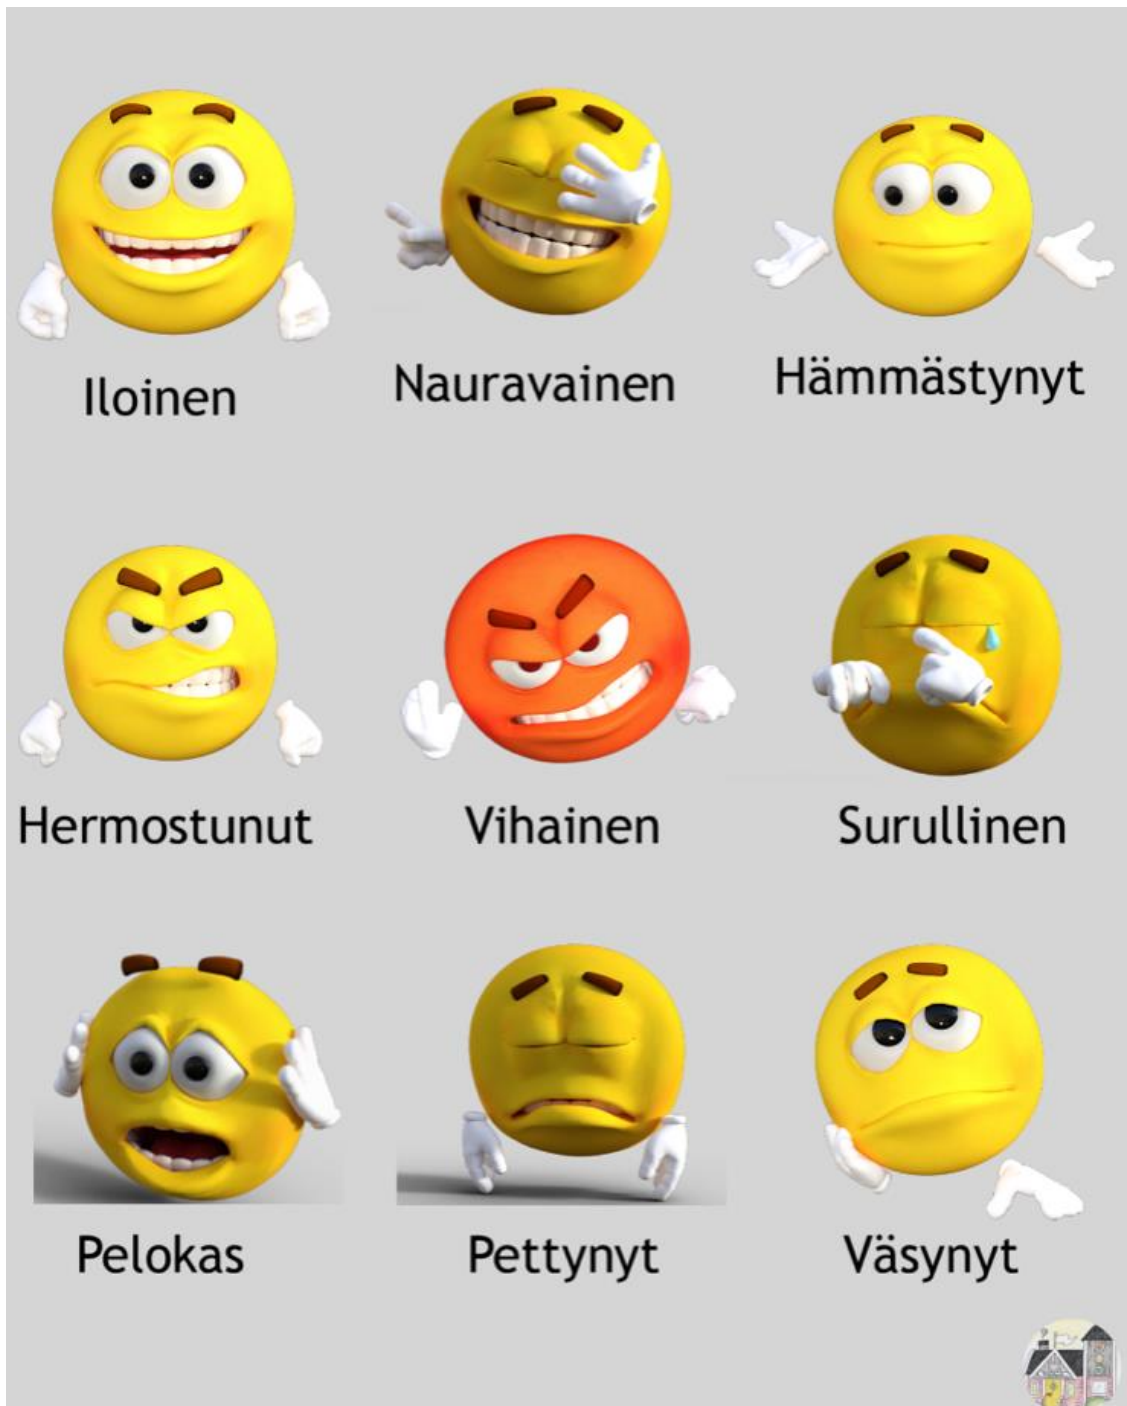 Iloinen
Nauravainen
Hämmästynyt
Hermostunut
Vihainen
Surullinen
Pelokas
Pettynyt
Väsynyt